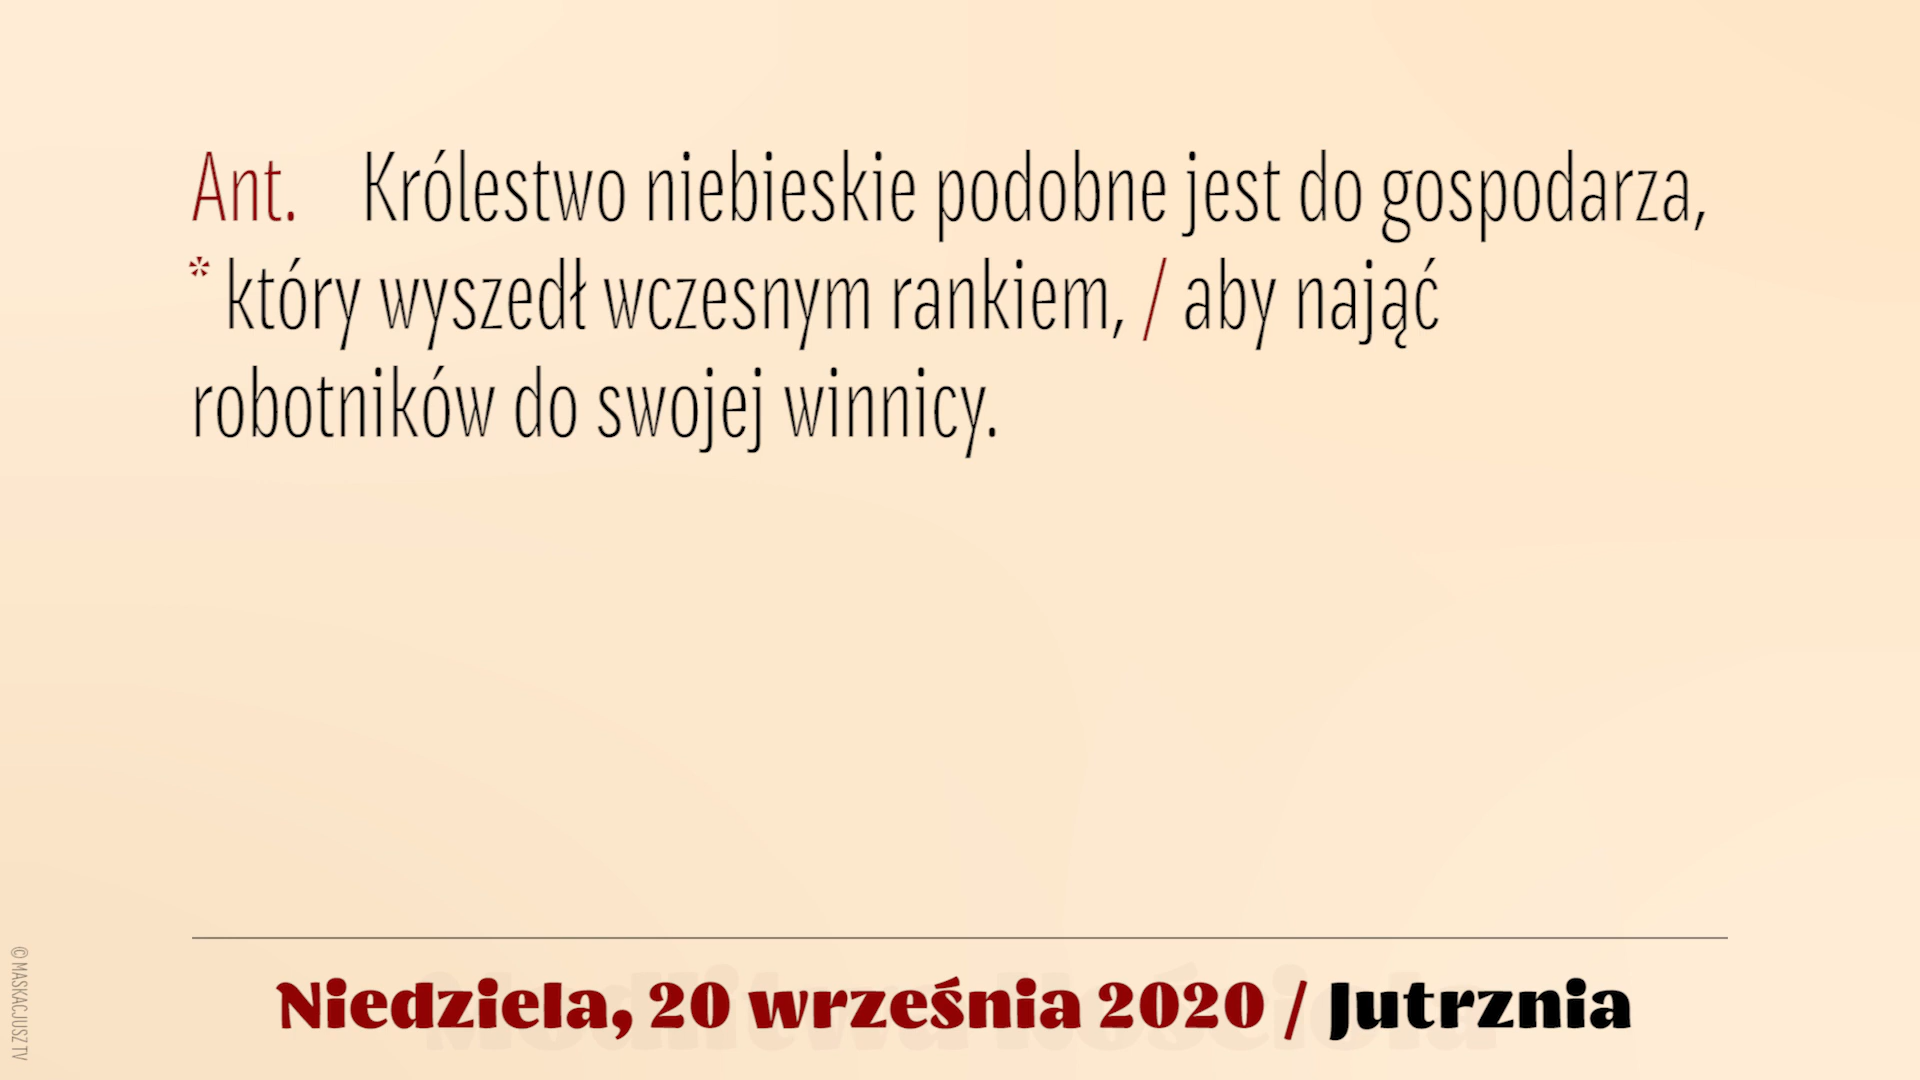 Ant. Królestwo niebieskie podobne jest do gospodarza,
* który wyszedł wczesnym rankiem, / aby nająć
robotników do swojej winnicy.
Niedziela, 20 września 2020 / Jutrznia
© MASKACJUSZ TV